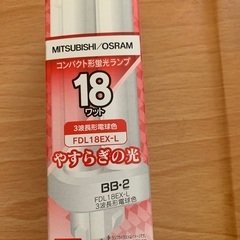 MITSUBISHI/OSRAM
コンパクト形蛍光ランプ
18
ワット
3波長形電球色
FDL18EX-L
やすらぎの光
BB・2
FDL18EX-L
3波長形電球色